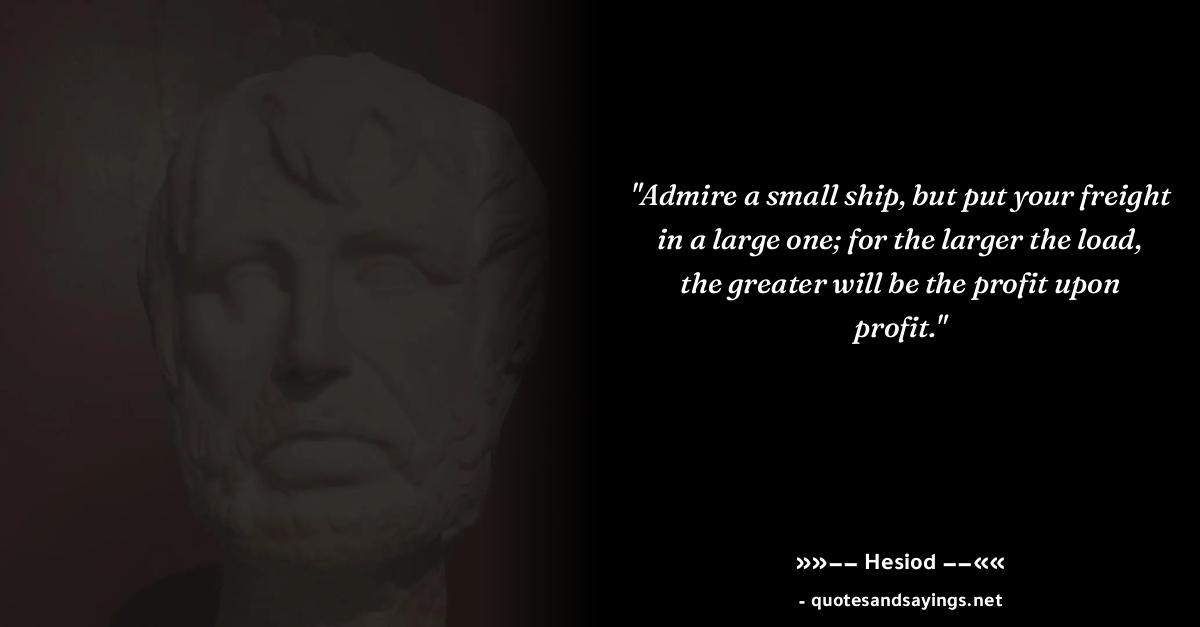 "Admire a small ship, but put your freight
in a large one; for the larger the load,
the greater will be the profit upon
profit."
»»–– Hesiod ––««
- quotesandsayings.net